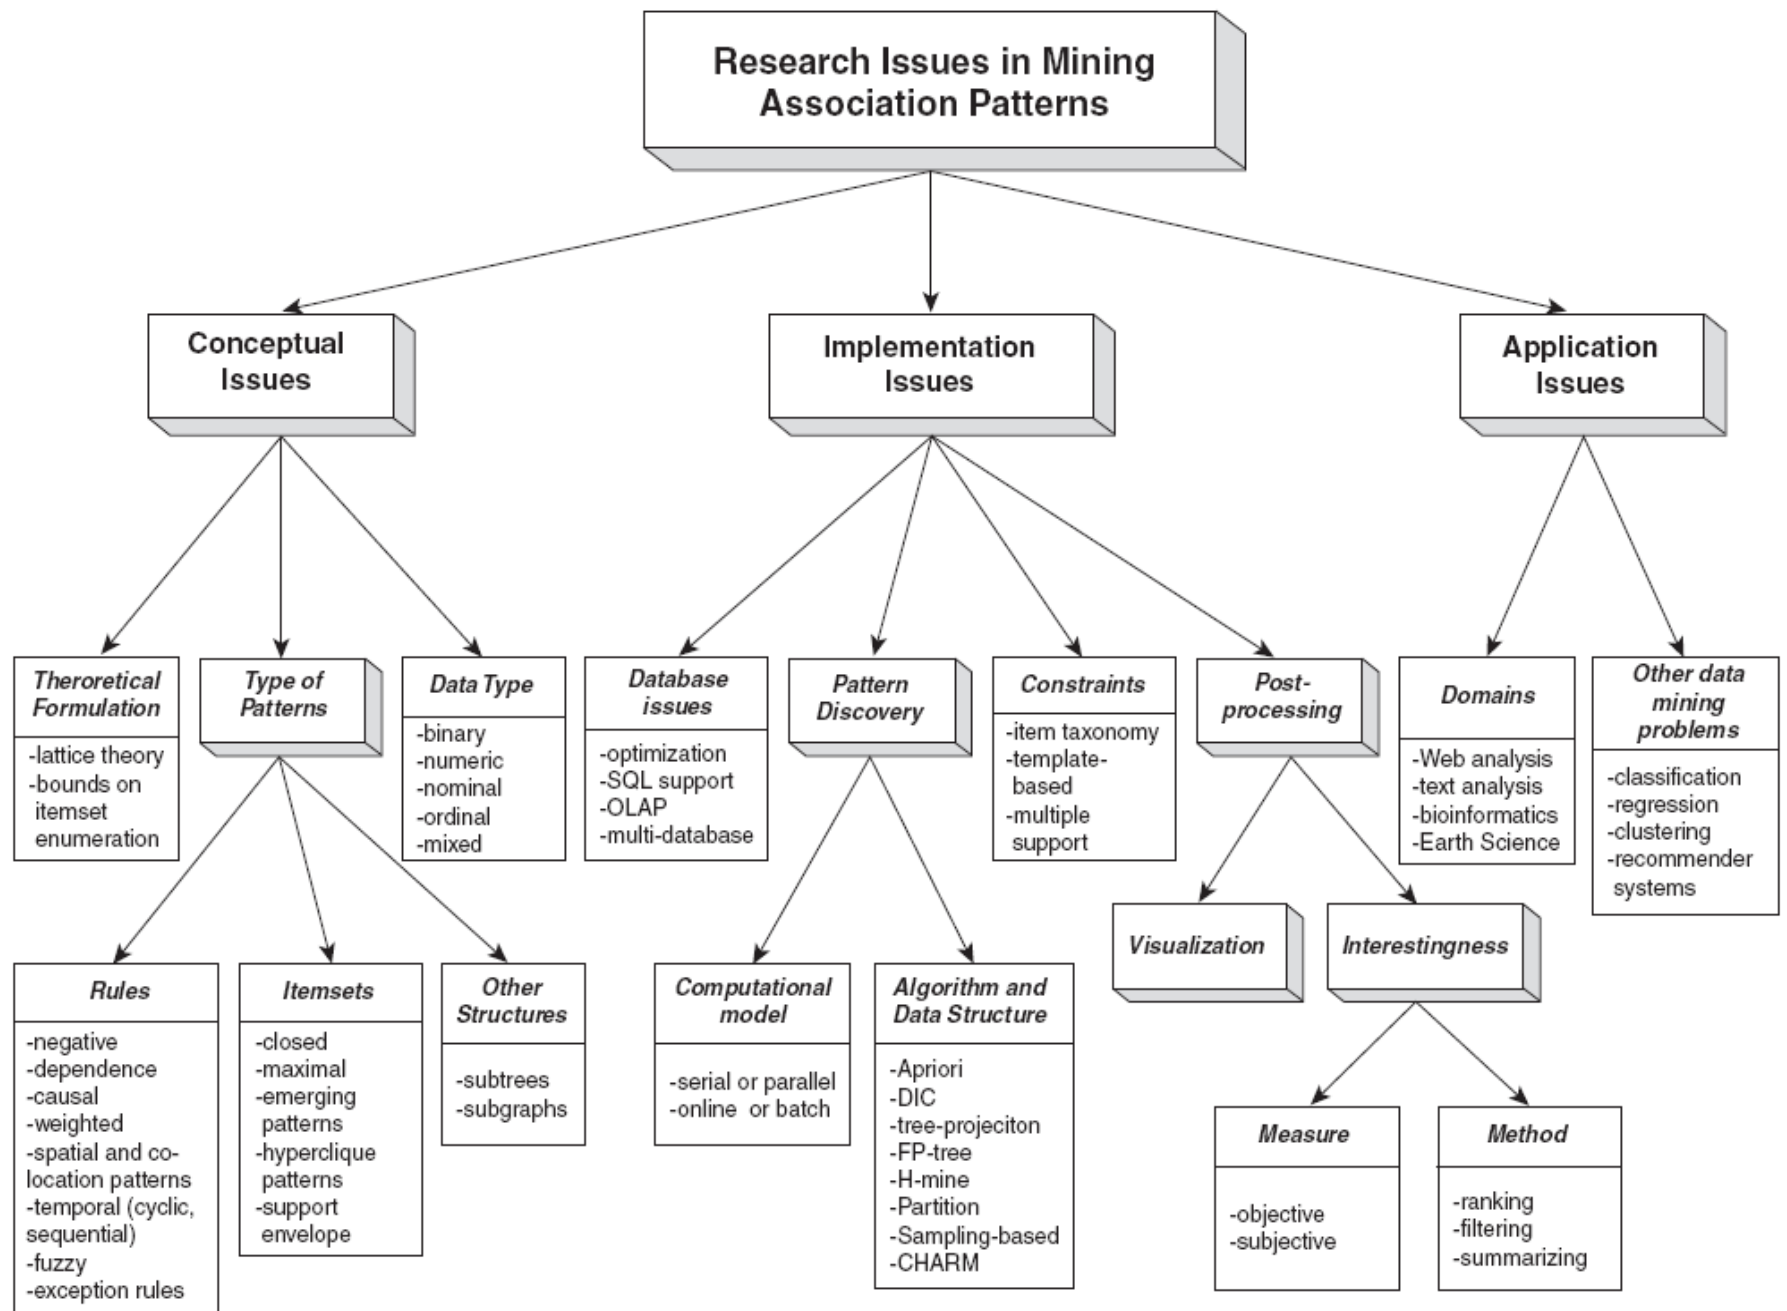 Research Issues in Mining
Association Patterns
Conceptual
Issues
Implementation
Issues
Application
Issues
Theroretical
Formulation
-lattice theory
-bounds on
itemset
enumeration
Type of
Patterns
Data Type
-binary
-numeric
-nominal
-ordinal
-mixed
Database
issues
-optimization
-SQL support
-OLAP
-multi-database
Pattern
Discovery
Constraints
-item taxonomy
-template-
based
-multiple
support
Post-
processing
Domains
-Web analysis
-text analysis
-bioinformatics
-Earth Science
Other data
mining
problems
-classification
-regression
-clustering
-recommender
systems
Rules
-negative
-dependence
-causal
-weighted
-spatial and co-
location patterns
-temporal (cyclic,
sequential)
-fuzzy
-exception rules
Itemsets
-closed
-maximal
-emerging
patterns
-hyperclique
patterns
-support
envelope
Other
Structures
-subtrees
-subgraphs
Computational
model
-serial or parallel
-online or batch
Algorithm and
Data Structure
-Apriori
-DIC
-tree-projeciton
-FP-tree
-H-mine
-Partition
-Sampling-based
-CHARM
Visualization
Interestingness
Measure
-objective
-subjective
Method
-ranking
-filtering
-summarizing